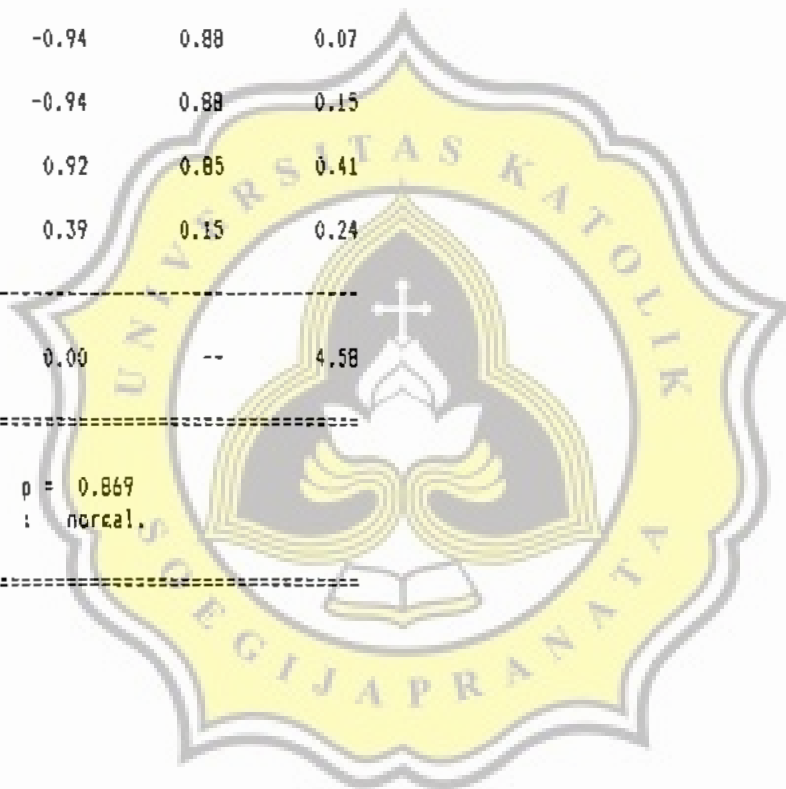 -0.94 0.88 0.07
-0.94 0.88 0.15
0.92 0.85 0.41
0.39 0.15 0.24
0.00 -- 4.58
p = 0.869
: normal.
UNIVERSITAS KATOLIK
SOEGIJAPRANATA